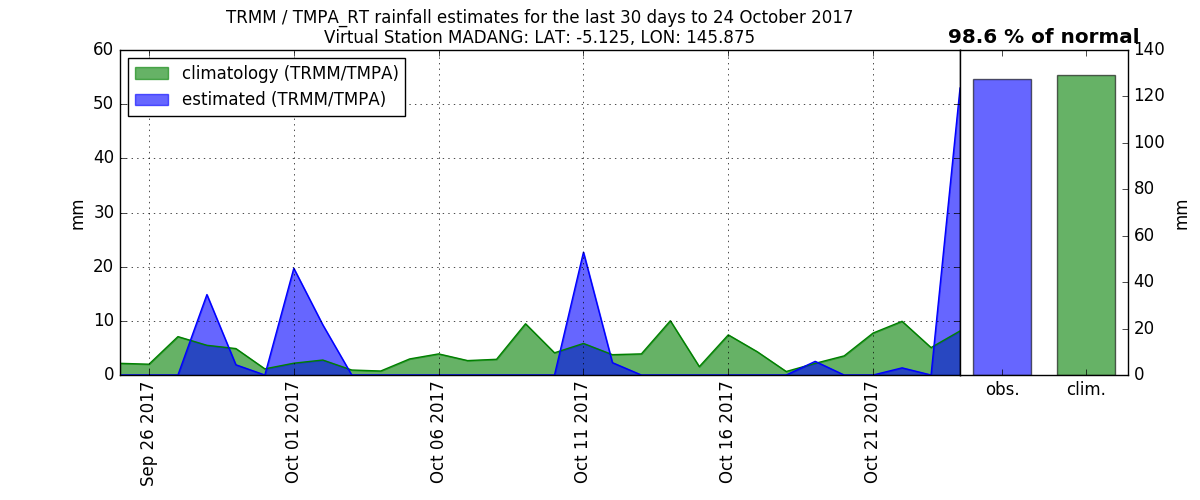 TRMM / TMPA_RT rainfall estimates for the last 30 days to 24 October 2017
Virtual Station MADANG: LAT: -5.125, LON: 145.875
98.6 % of normal
climatology (TRMM/TMPA)
estimated (TRMM/TMPA)
60
50
40
30
20
10
0
mm
Sep 26 2017
Oct 01 2017
Oct 06 2017
Oct 11 2017
Oct 16 2017
Oct 21 2017
obs.
clim.
140
120
100
80
60
40
20
0
mm